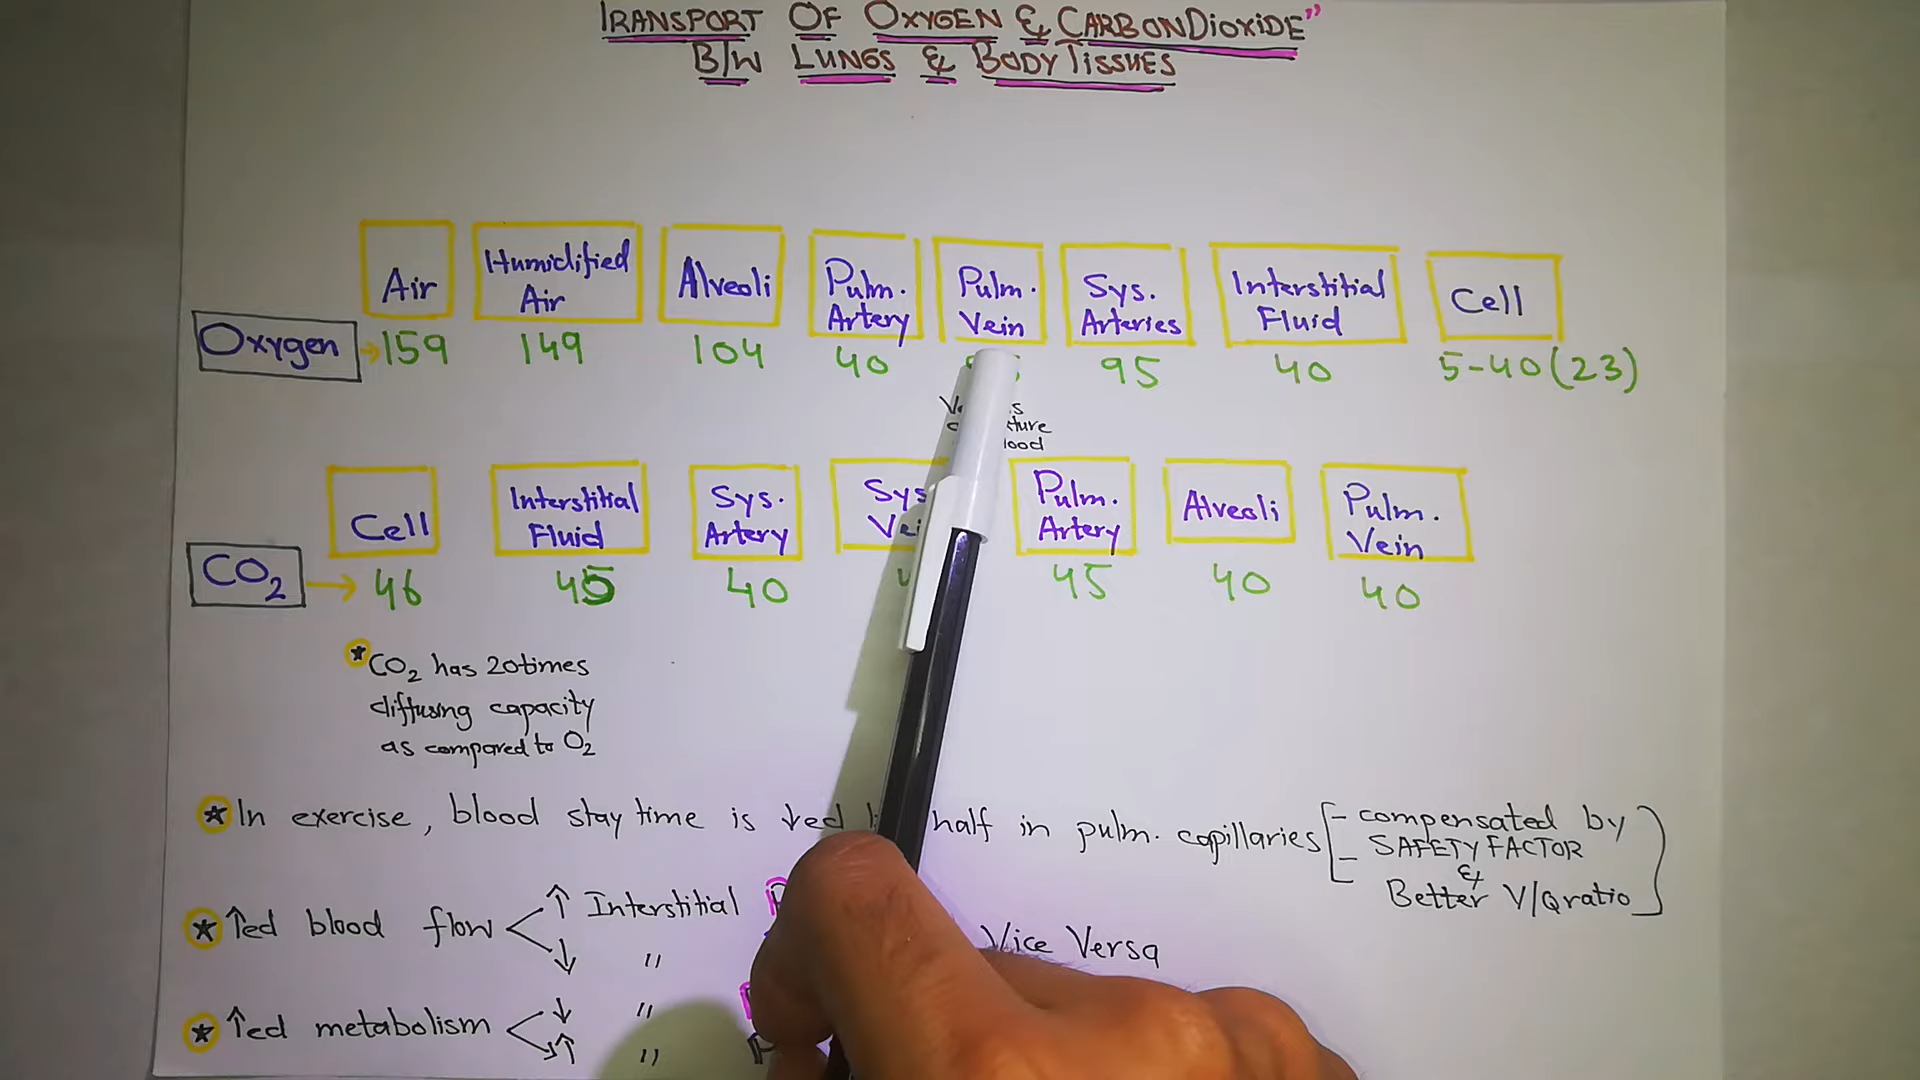 TRANSPORT OF OXYGEN & CARBONDIOXIDE"
B/W LUNGS & BODY TISSUES
Air
Humidified
Air
Alveoli
Pulm.
Artery
Pulm.
Vein
Sys.
Arteries
Interstitial
Fluid
Cell
Oxygen
159
149
104
40
95
40
5-40(23)
Cell
Interstitial
Fluid
Sys.
Artery
Sys
Pulm.
Artery
Alveoli
Pulm.
Vein
CO2
46
45
40
45
40
40
*CO2 has 20times
diffusing capacity
as compared to O2
* In exercise, blood stay time is ↓ed half in pulm. capillaries
- compensated by
- SAFETY FACTOR
&
Better V/Q ratio
* ↑ed blood flow
↑ Interstitial
↓ "
Vice Versa
* ↑ed metabolism
↓ "
↑ "